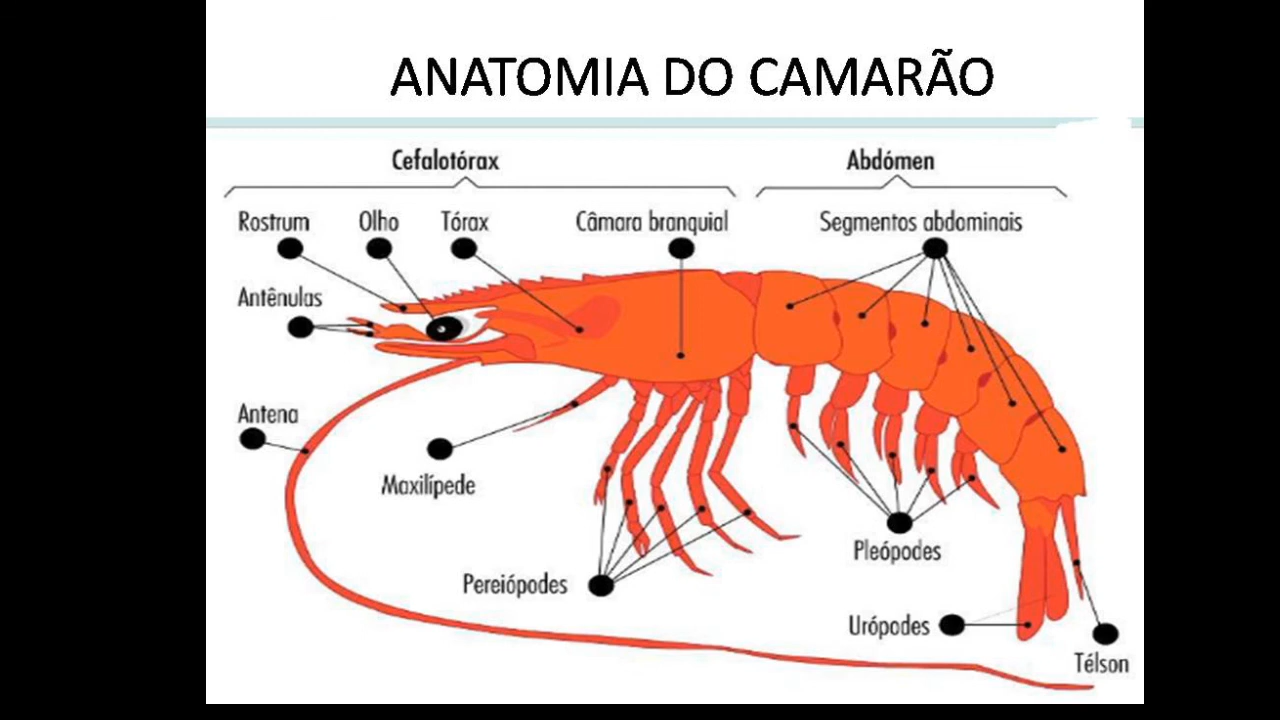 ANATOMIA DO CAMARÃO
Cefalotórax
Abdómen
Rostrum
Olho
Tórax
Câmara branquial
Segmentos abdominais
Antênulas
Antena
Maxilípede
Pereiópodes
Pleópodes
Urópodes
Télson